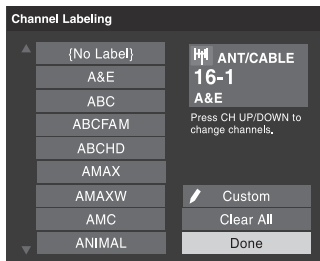 Channel Labeling
{No Label}
A&E
ABC
ABCFAM
ABCHD
AMAX
AMAXW
AMC
ANIMAL
ANT/CABLE
16-1
A&E
Press CH UP/DOWN to
change channels.
Custom
Clear All
Done